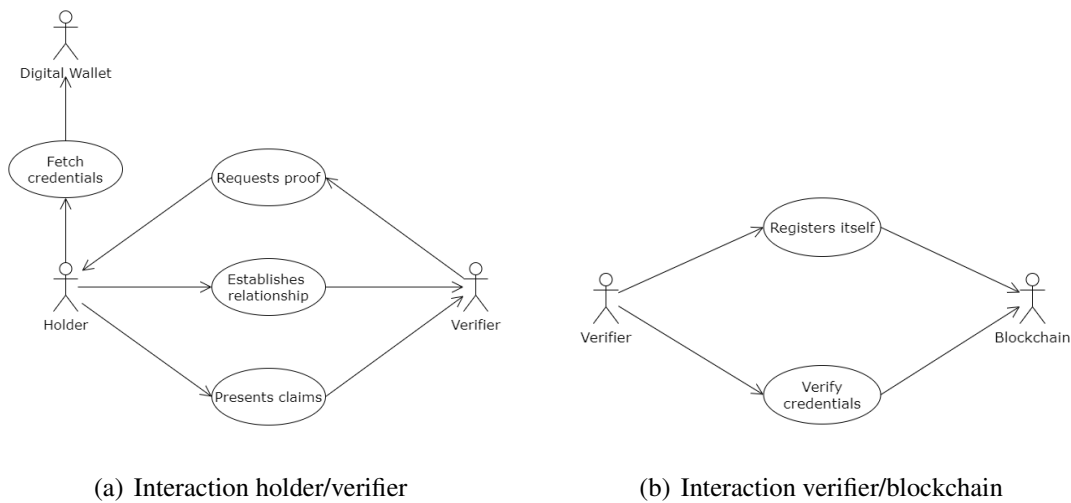 Digital Wallet
Fetch
credentials
Requests proof
Establishes
relationship
Holder
Verifier
Presents claims
(a) Interaction holder/verifier
Registers itself
Verifier
Blockchain
Verify
credentials
(b) Interaction verifier/blockchain